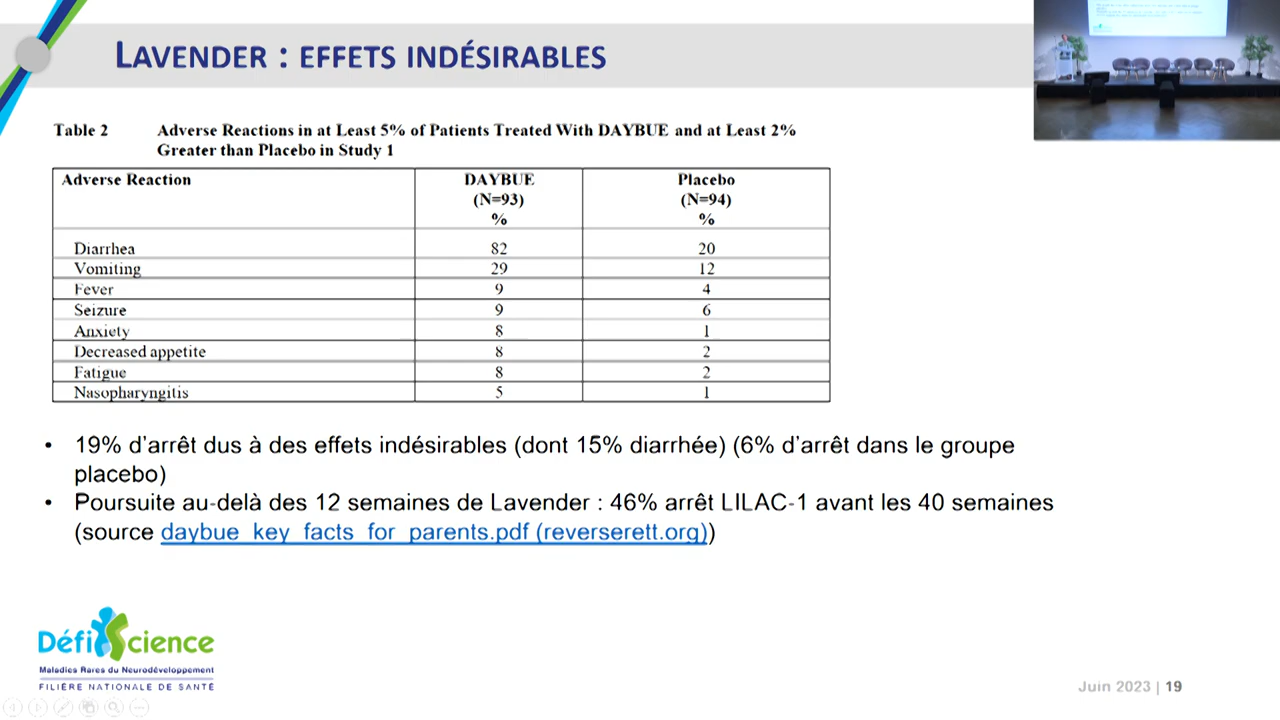 LAVENDER : EFFETS INDÉSIRABLES
Table 2 Adverse Reactions in at Least 5% of Patients Treated With DAYBUE and at Least 2%
Greater than Placebo in Study 1
Adverse Reaction DAYBUE Placebo
(N=93) (N=94)
% %
Diarrhea 82 20
Vomiting 29 12
Fever 9 4
Seizure 9 6
Anxiety 8 1
Decreased appetite 8 2
Fatigue 8 2
Nasopharyngitis 5 1
• 19% d'arrêt dus à des effets indésirables (dont 15% diarrhée) (6% d'arrêt dans le groupe
placebo)
• Poursuite au-delà des 12 semaines de Lavender : 46% arrêt LILAC-1 avant les 40 semaines
(source daybue_key_facts_for_parents.pdf (reverserett.org))
DéfiScience
Maladies Rares du Neurodéveloppement
FILIÈRE NATIONALE DE SANTÉ
Juin 2023 | 19